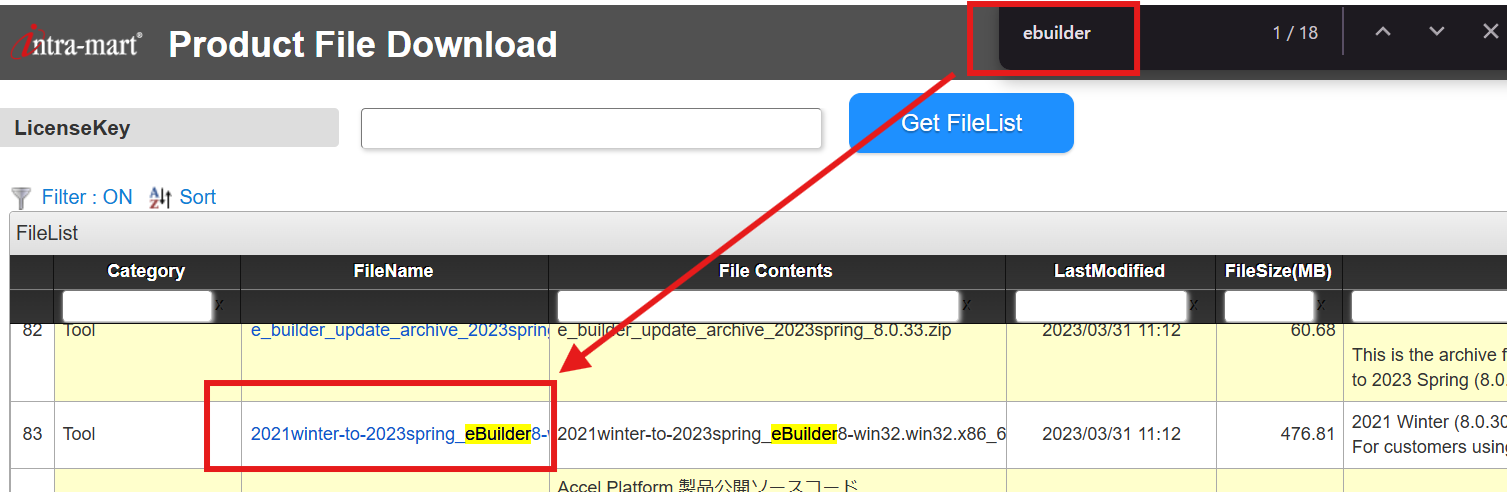 intra-mart® Product File Download
ebuilder 1 / 18
LicenseKey Get FileList
Filter : ON Sort
FileList
Category FileName File Contents LastModified FileSize(MB)
x x x x
82 Tool e_builder_update_archive_2023spring e_builder_update_archive_2023spring_8.0.33.zip 2023/03/31 11:12 60.68
This is the archive f
to 2023 Spring (8.0.
83 Tool 2021winter-to-2023spring_eBuilder8- 2021winter-to-2023spring_eBuilder8-win32.win32.x86_6 2023/03/31 11:12 476.81
2021 Winter (8.0.30
For customers using
Accel Platform 製品公開ソースコード